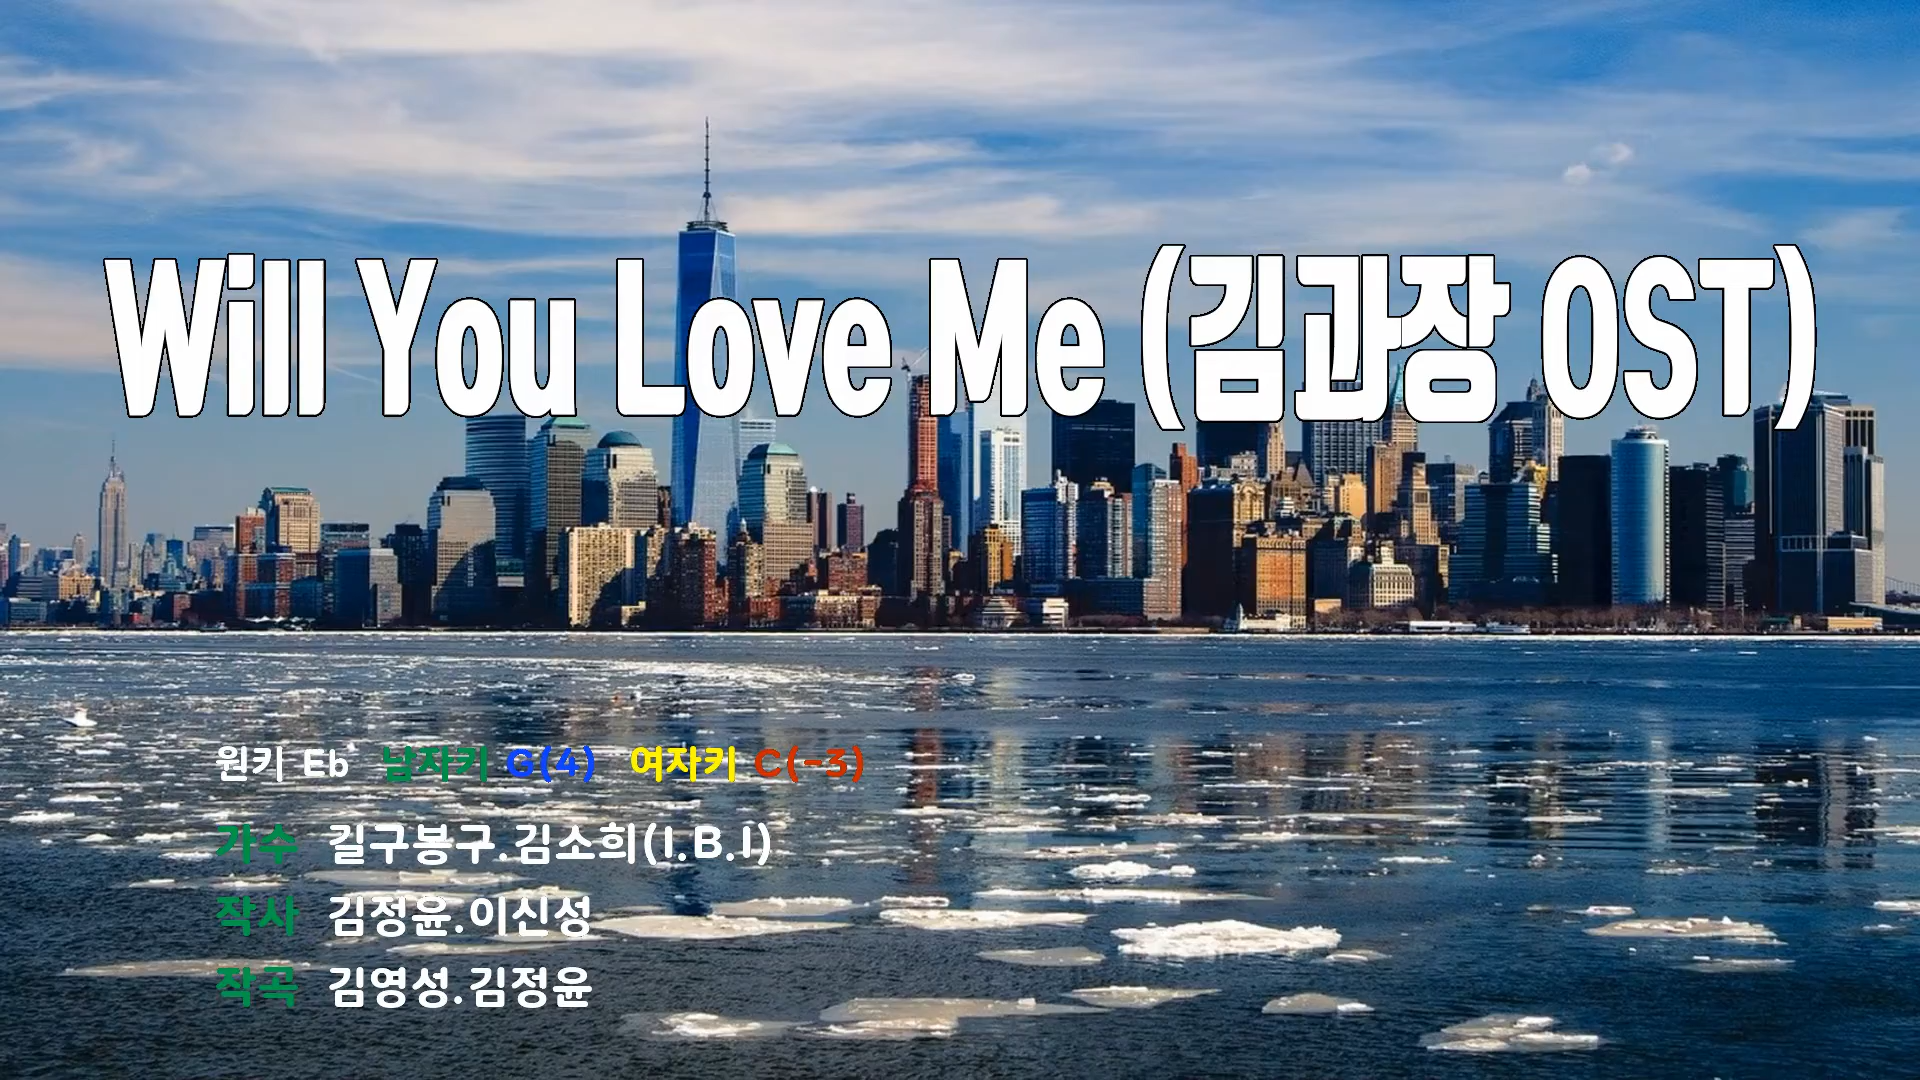 Will You Love Me (김과장 OST)
원키 Eb 남자키 G(4) 여자키 C(-3)
가수 킬구봉구.김소희(I.B.I)
작사 김정윤.이신성
작곡 김영성.김정윤